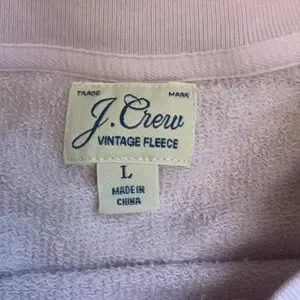 TRADE MARK
J.Crew
VINTAGE FLEECE
L
MADE IN
CHINA